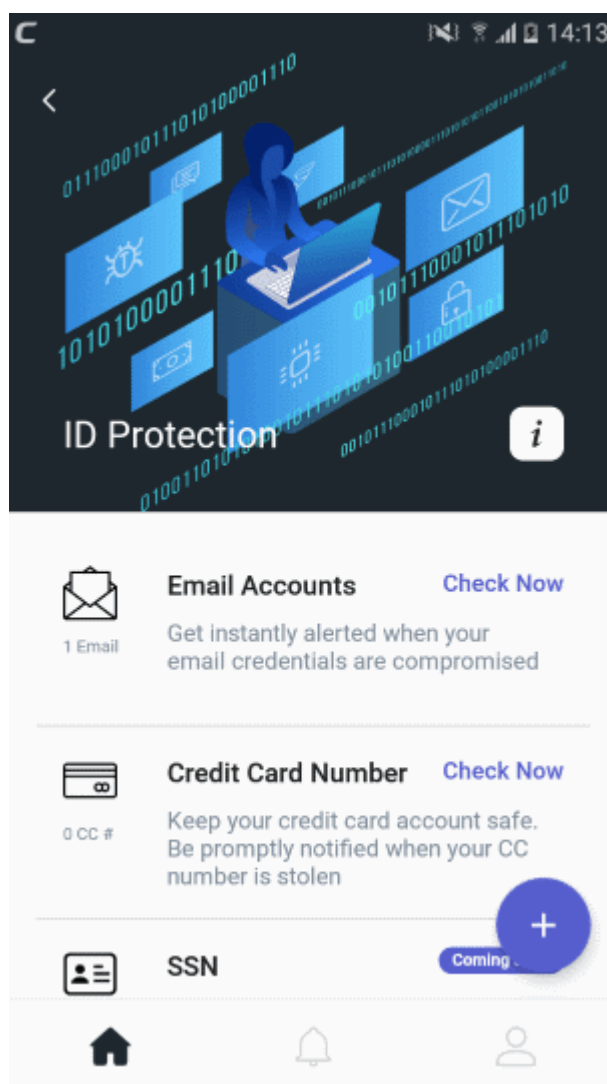 14:13
ID Protection
i
Email Accounts
Check Now
1 Email
Get instantly alerted when your
email credentials are compromised
Credit Card Number
Check Now
0 CC #
Keep your credit card account safe.
Be promptly notified when your CC
number is stolen
SSN
Coming